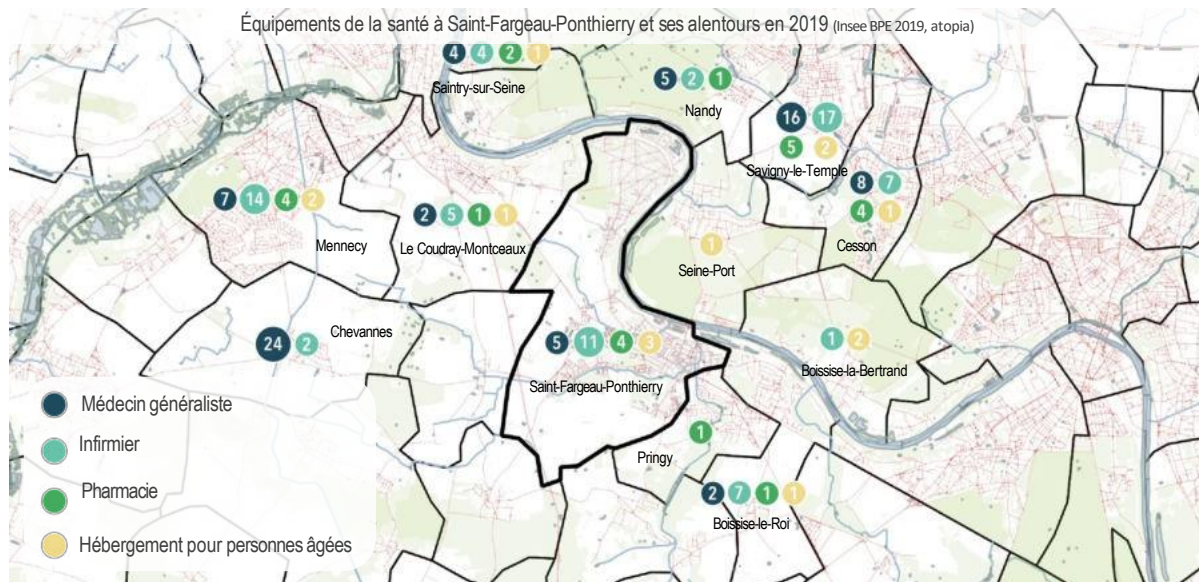 Équipements de la santé à Saint-Fargeau-Ponthierry et ses alentours en 2019 (Insee BPE 2019, atopia)
4 4 2 1
Saintry-sur-Seine
5 2 1
Nandy
16 17
5 2
Savigny-le-Temple
8 7
4 1
Cesson
7 14 4 2
Mennecy
2 5 1 1
Le Coudray-Montceaux
1
Seine-Port
24 2
Chevannes
5 11 4 3
Saint-Fargeau-Ponthierry
1 2
Boissise-la-Bertrand
1
Pringy
2 7 1 1
Boissise-le-Roi
Médecin généraliste
Infirmier
Pharmacie
Hébergement pour personnes âgées